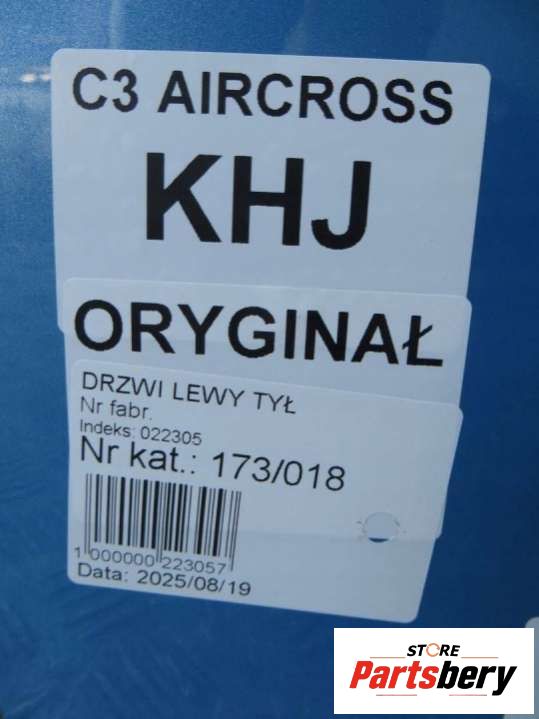 C3 AIRCROSS
KHJ
ORYGINAŁ
DRZWI LEWY TYŁ
Nr fabr.
Indeks: 022305
Nr kat.: 173/018
1 000000 223057
Data: 2025/08/19
STORE
Partsbery